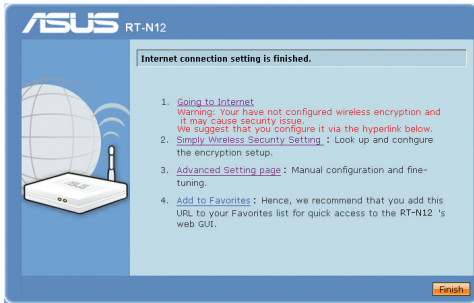 ASUS RT-N12
Internet connection setting is finished.
1. Going to Internet
Warning: Your have not configured wireless encryption and
it may cause security issue.
We suggest that you configure it via the hyperlink below.
2. Simply Wireless Security Setting : Look up and configure
the encryption setup.
3. Advanced Setting page : Manual configuration and fine-
tuning.
4. Add to Favorites : Hence, we recommend that you add this
URL to your Favorites list for quick access to the RT-N12 's
web GUI.
Finish